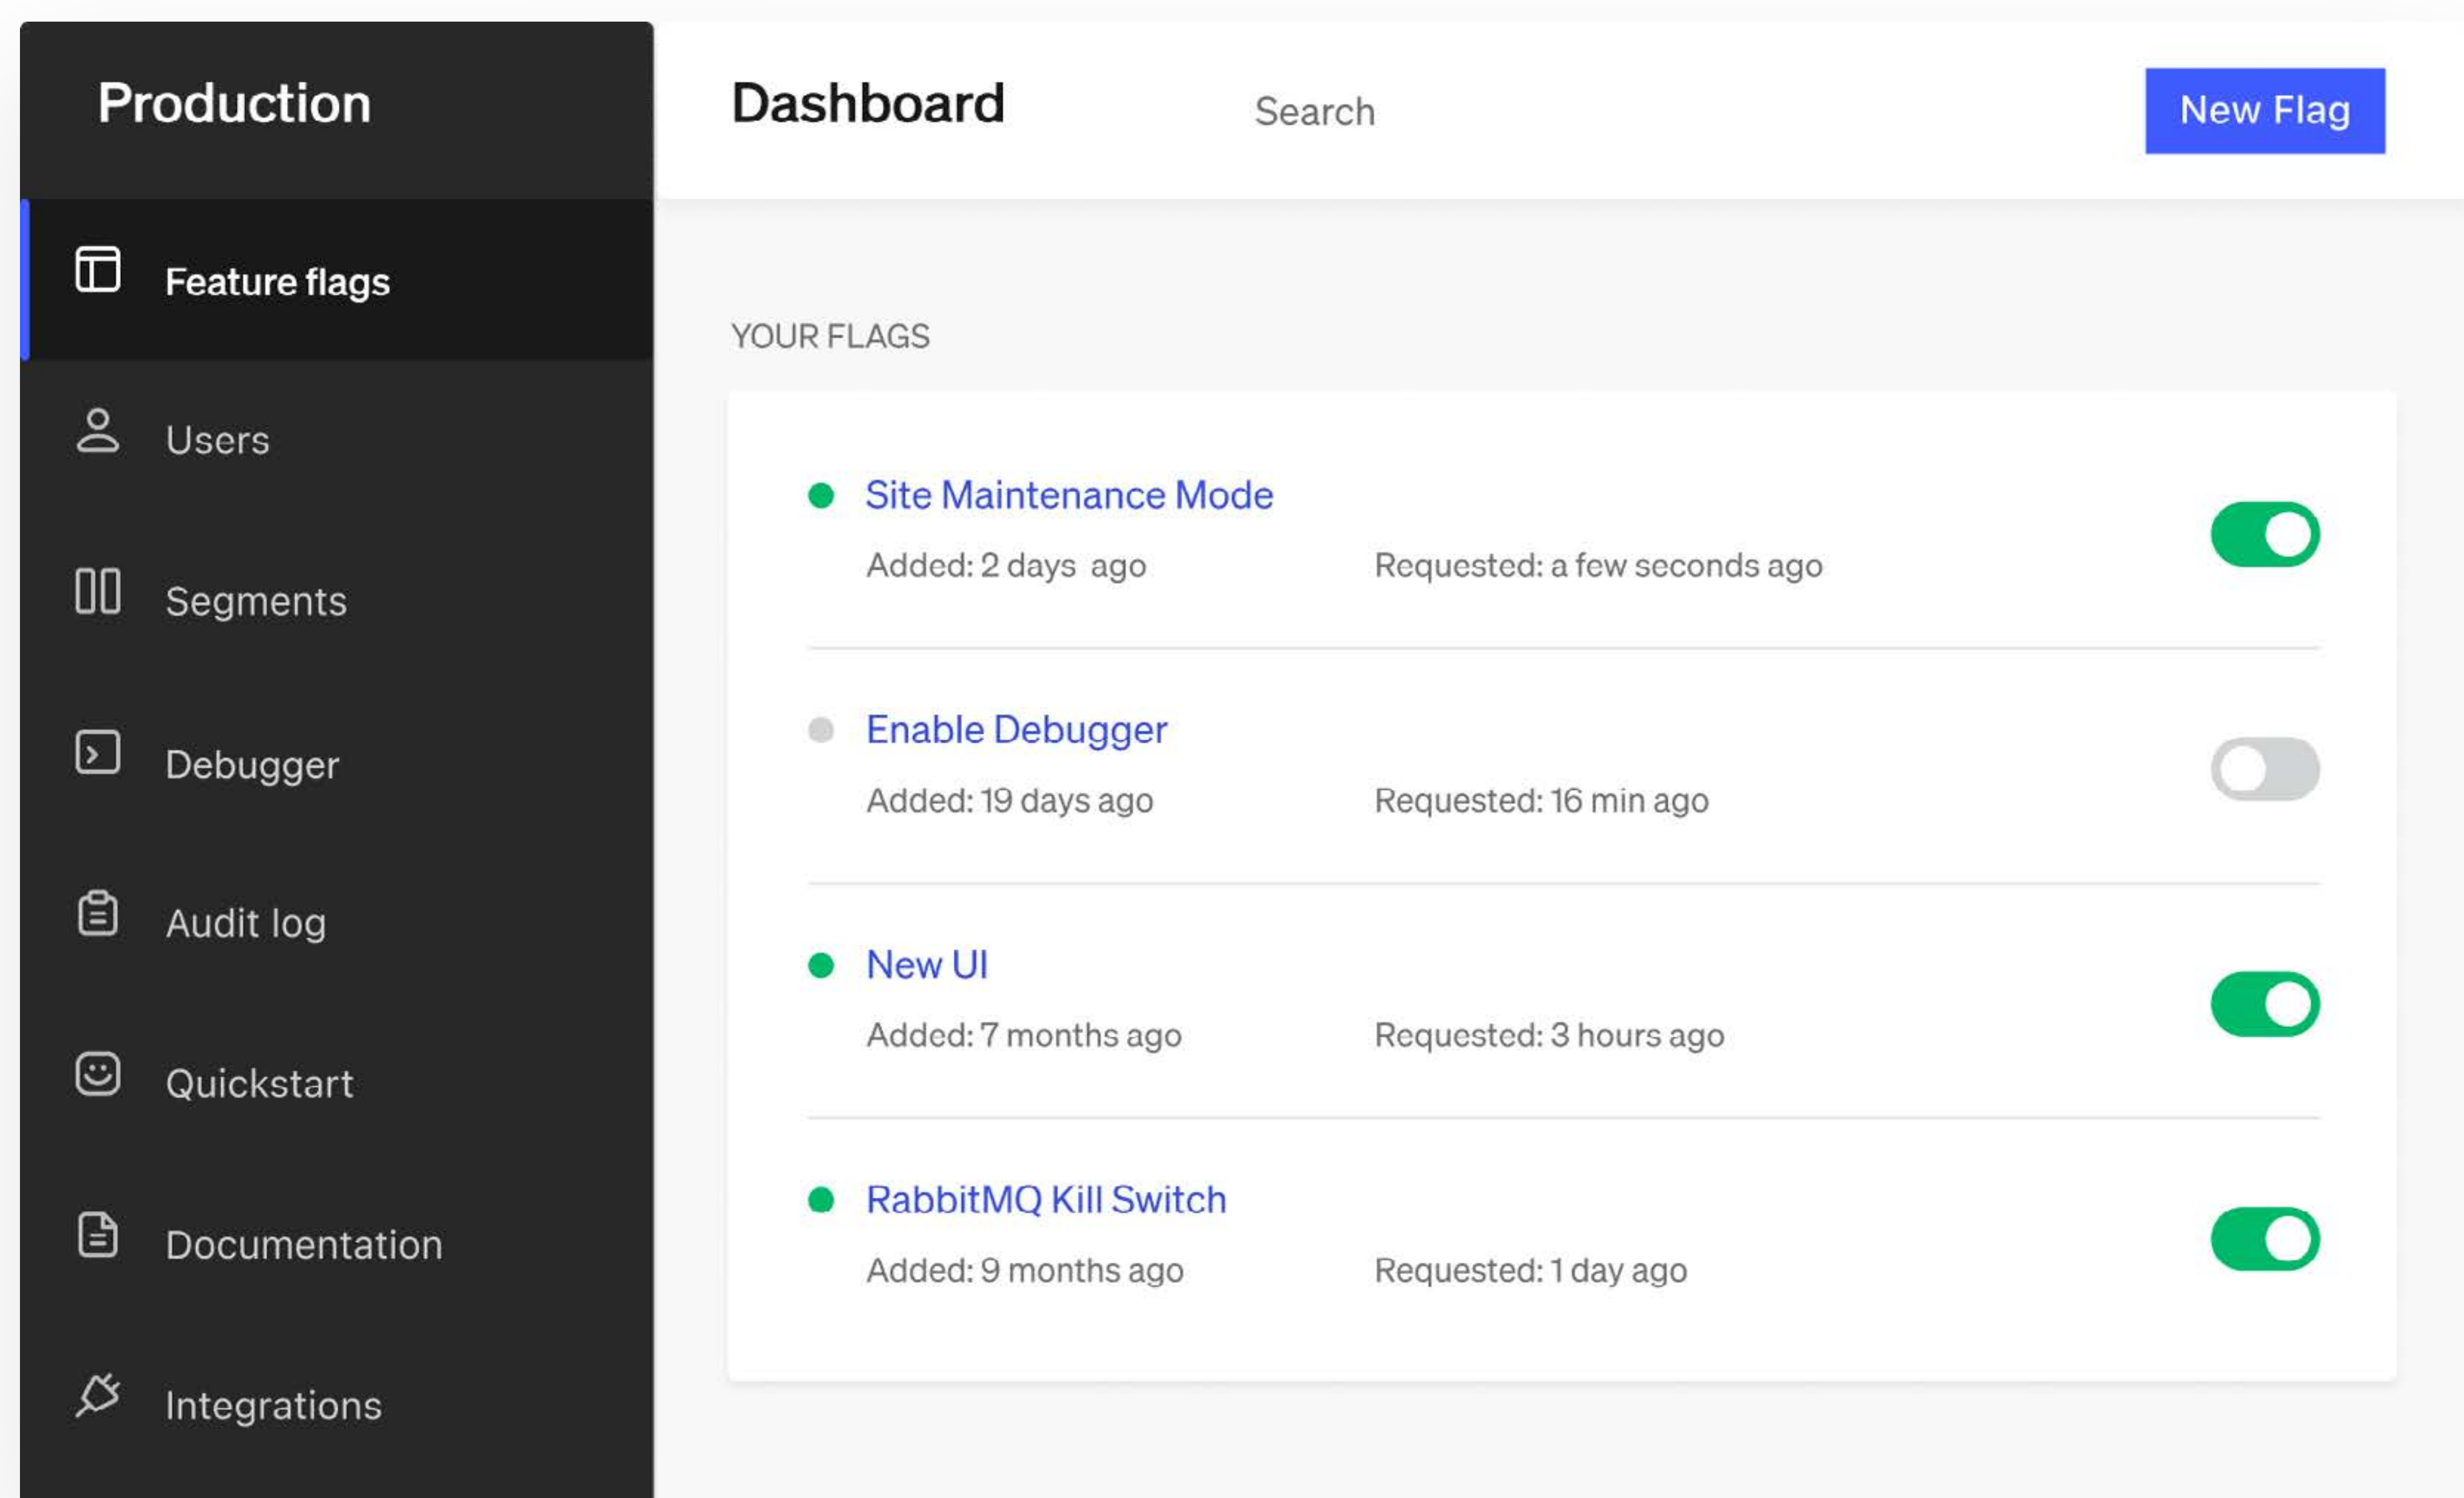 Production
Feature flags
Users
Segments
Debugger
Audit log
Quickstart
Documentation
Integrations
Dashboard
Search
New Flag
YOUR FLAGS
Site Maintenance Mode
Added: 2 days ago
Requested: a few seconds ago
Enable Debugger
Added: 19 days ago
Requested: 16 min ago
New UI
Added: 7 months ago
Requested: 3 hours ago
RabbitMQ Kill Switch
Added: 9 months ago
Requested: 1 day ago